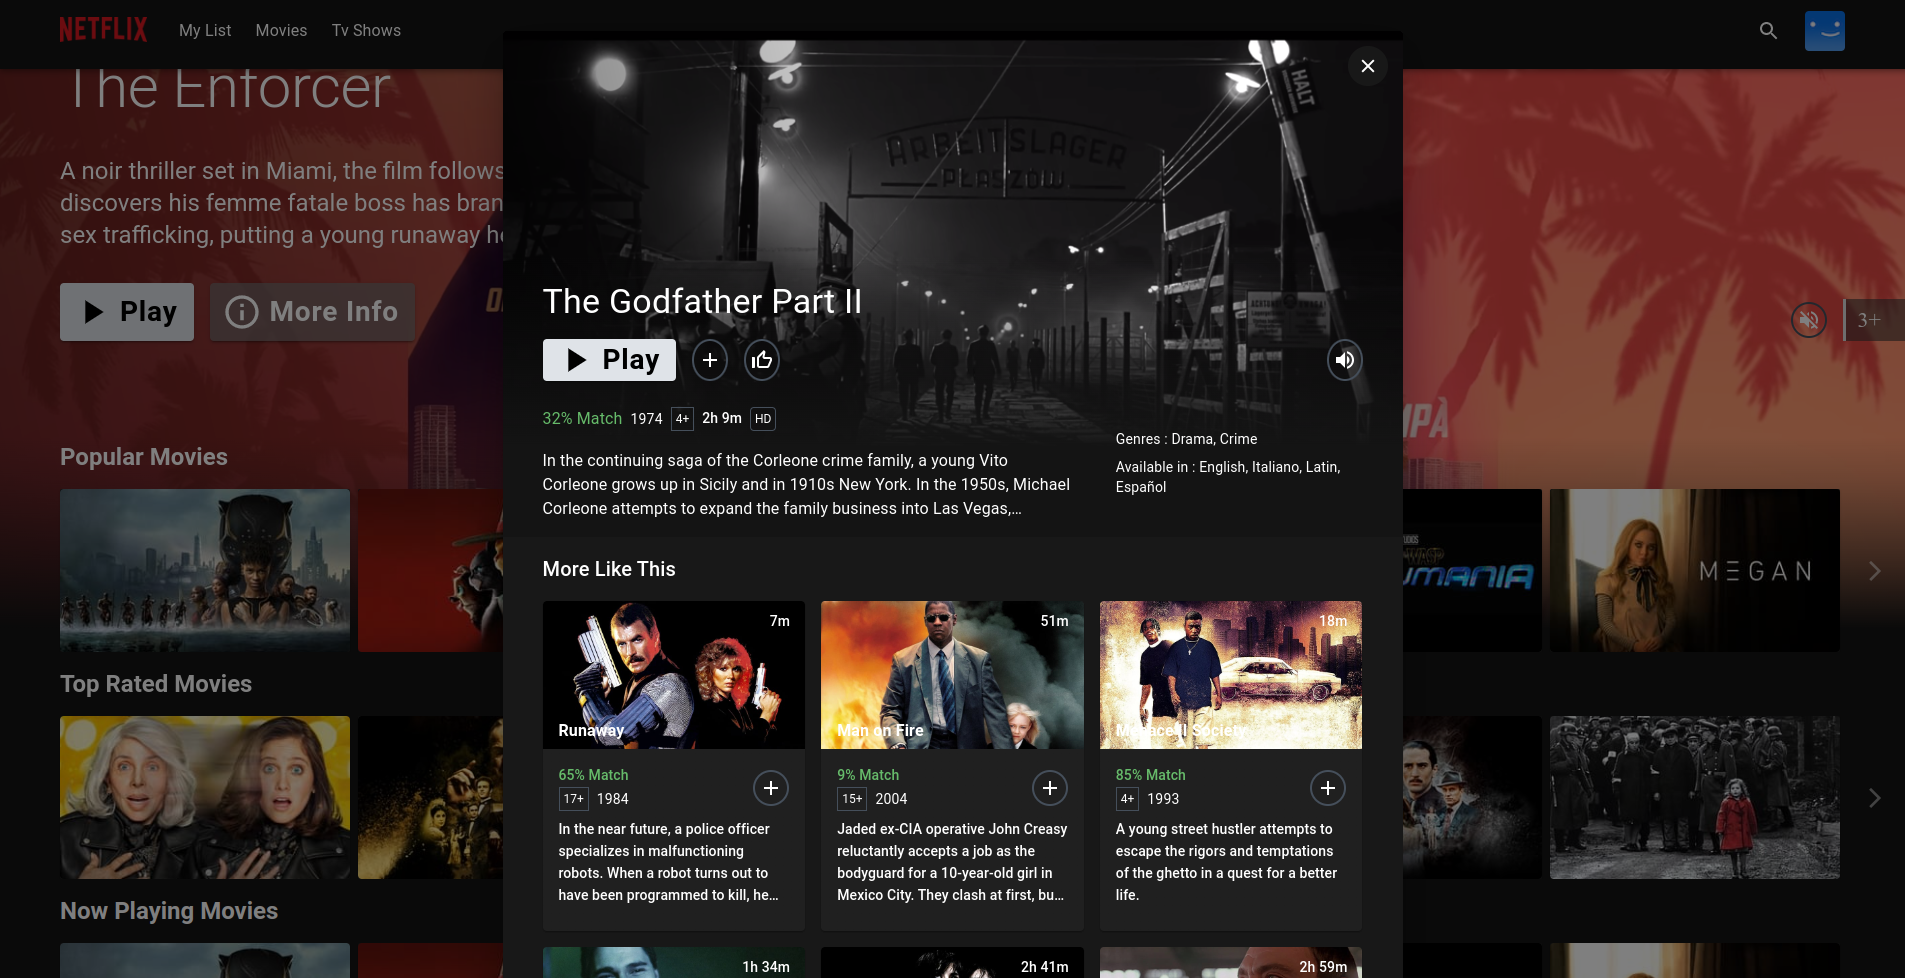 NETFLIX
My List
Movies
Tv Shows
The Enforcer
A noir thriller set in Miami, the film follows
discovers his femme fatale boss has bran
sex trafficking, putting a young runaway h
Play
More Info
3+
HALT
ARBEITSLAGER
PŁASZÓW
The Godfather Part II
Play
32% Match 1974 4+ 2h 9m HD
In the continuing saga of the Corleone crime family, a young Vito
Corleone grows up in Sicily and in 1910s New York. In the 1950s, Michael
Corleone attempts to expand the family business into Las Vegas,...
Genres : Drama, Crime
Available in : English, Italiano, Latin,
Español
Popular Movies
UMANIA
MEGAN
More Like This
7m
Runaway
65% Match
17+ 1984
In the near future, a police officer
specializes in malfunctioning
robots. When a robot turns out to
have been programmed to kill, he...
51m
Man on Fire
9% Match
15+ 2004
Jaded ex-CIA operative John Creasy
reluctantly accepts a job as the
bodyguard for a 10-year-old girl in
Mexico City. They clash at first, bu...
18m
Menace II Society
85% Match
4+ 1993
A young street hustler attempts to
escape the rigors and temptations
of the ghetto in a quest for a better
life.
Top Rated Movies
Now Playing Movies
1h 34m
2h 41m
2h 59m